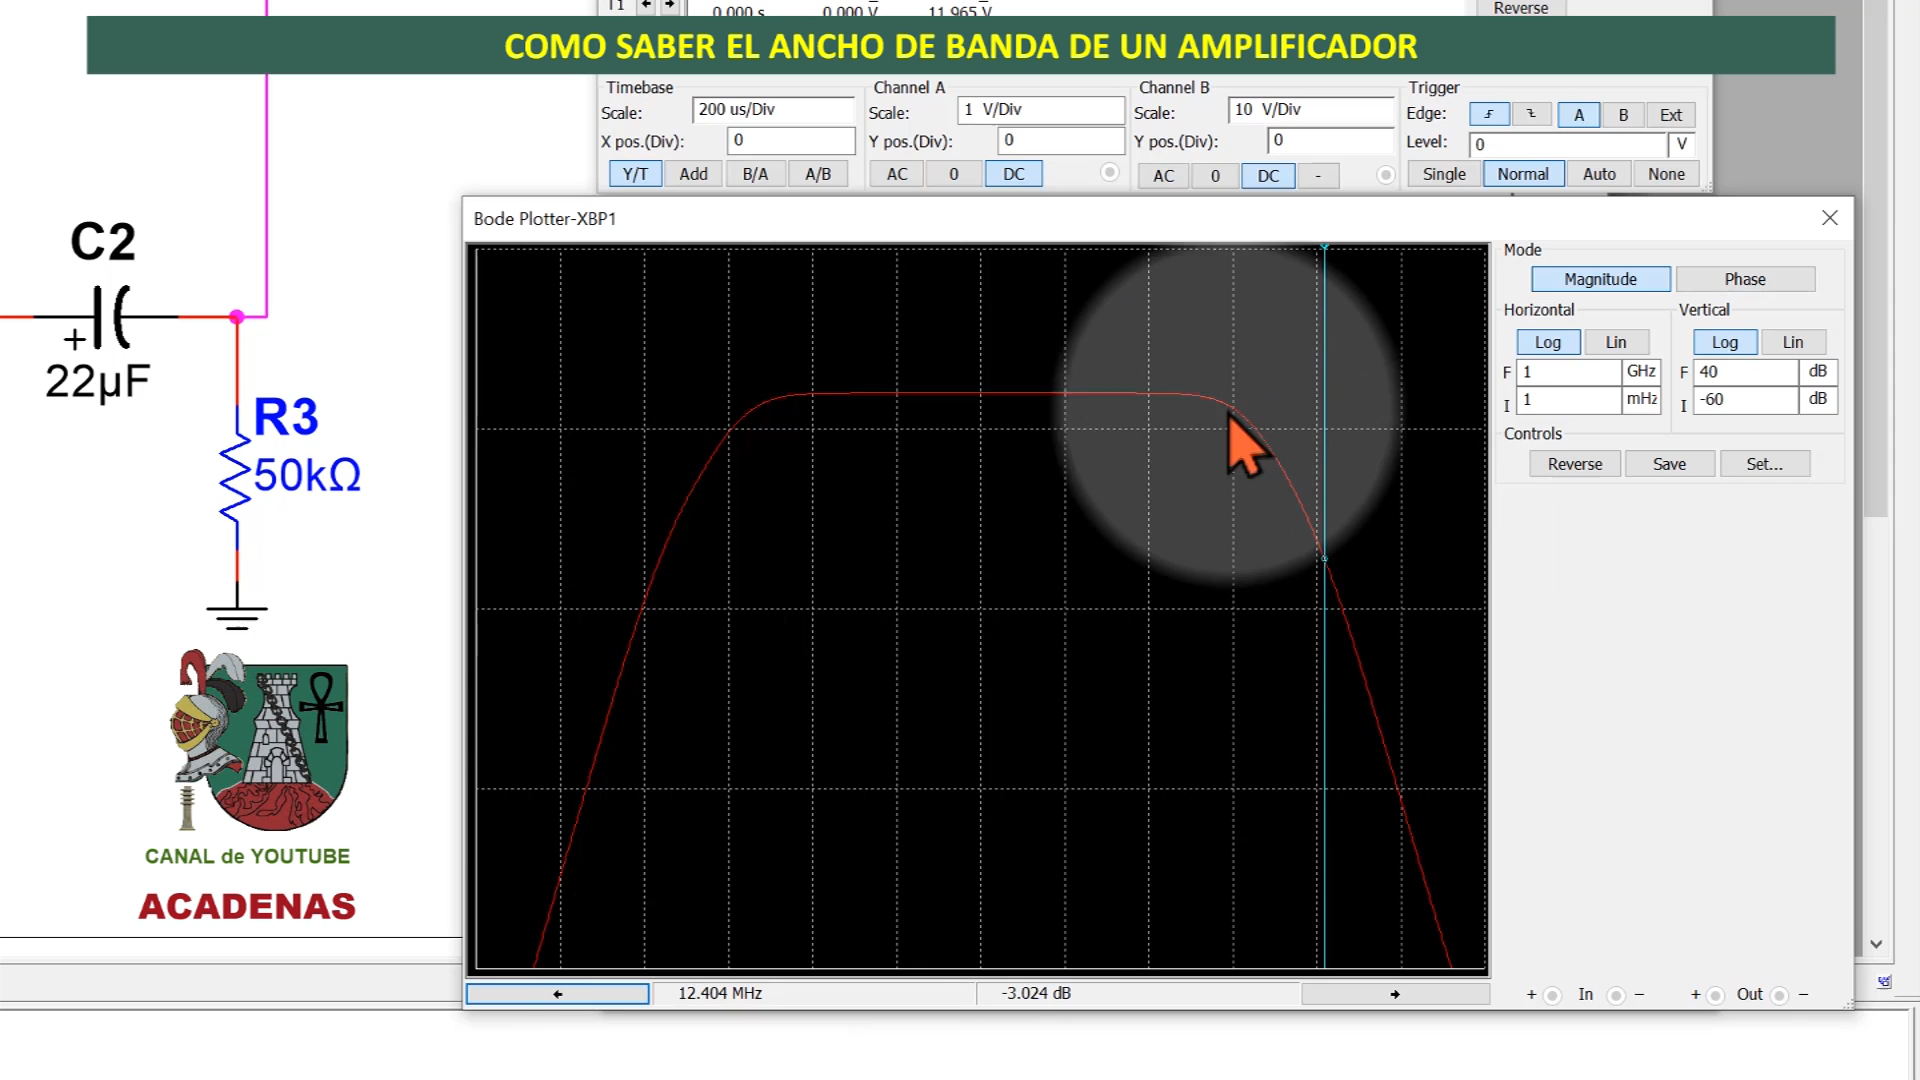 T1
0.000 s 0.000 V 11.965 V
Reverse
COMO SABER EL ANCHO DE BANDA DE UN AMPLIFICADOR
Timebase
Scale: 200 us/Div
X pos.(Div): 0
Y/T Add B/A A/B
Channel A
Scale: 1 V/Div
Y pos.(Div): 0
AC 0 DC
Channel B
Scale: 10 V/Div
Y pos.(Div): 0
AC 0 DC -
Trigger
Edge: A B Ext
Level: 0 V
Single Normal Auto None
C2
+
22µF
R3
50kΩ
CANAL de YOUTUBE
ACADENAS
Bode Plotter-XBP1
Mode
Magnitude Phase
Horizontal
Log Lin
F 1 GHz
I 1 mHz
Vertical
Log Lin
F 40 dB
I -60 dB
Controls
Reverse Save Set...
12.404 MHz -3.024 dB
+ In - + Out -